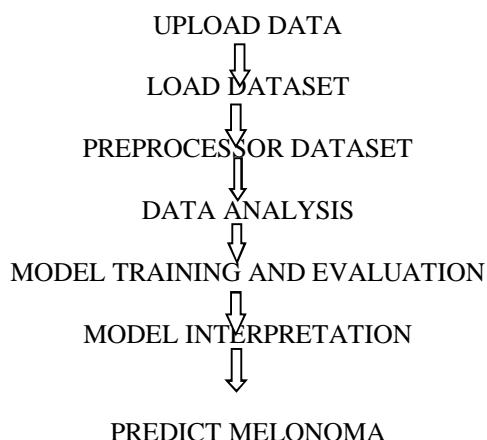 UPLOAD DATA
LOAD DATASET
PREPROCESSOR DATASET
DATA ANALYSIS
MODEL TRAINING AND EVALUATION
MODEL INTERPRETATION
PREDICT MELONOMA